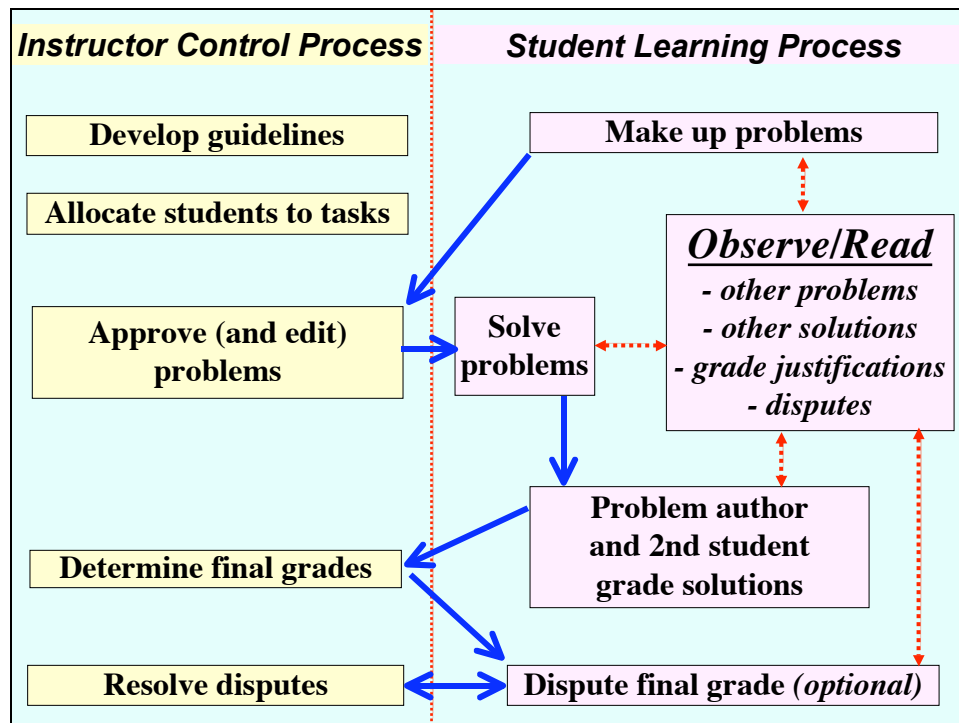 Instructor Control Process
Student Learning Process
Develop guidelines
Make up problems
Allocate students to tasks
Observe/Read
- other problems
- other solutions
- grade justifications
- disputes
Approve (and edit)
problems
Solve
problems
Problem author
and 2nd student
grade solutions
Determine final grades
Resolve disputes
Dispute final grade (optional)